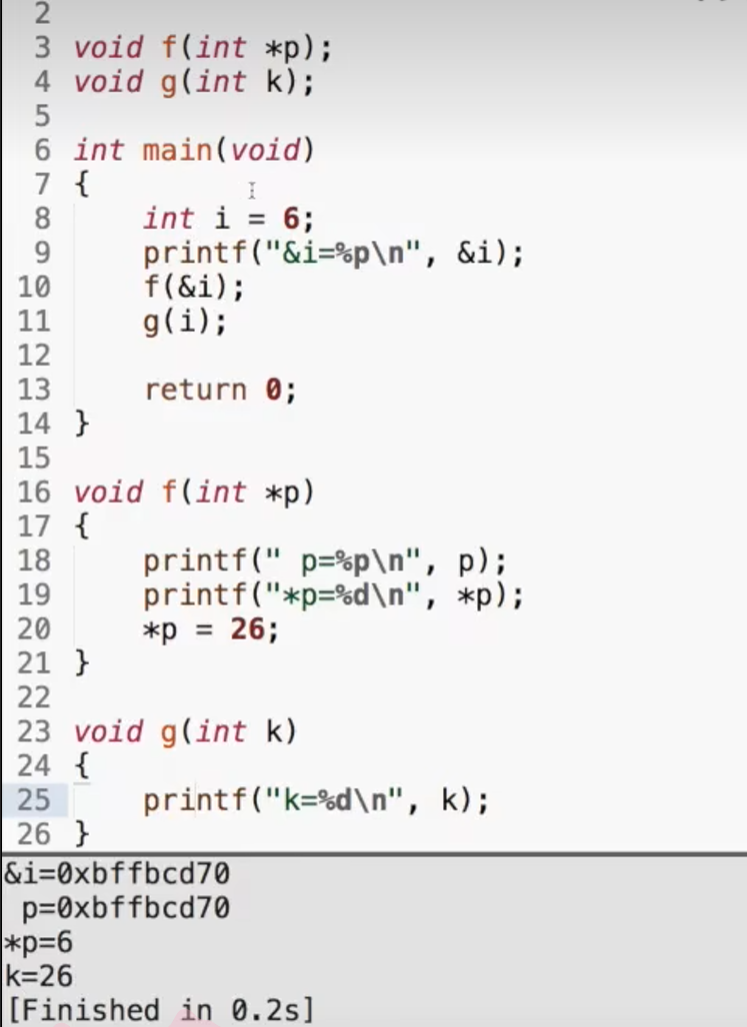 2
3 void f(int *p);
4 void g(int k);
5
6 int main(void)
7 {
8     int i = 6;
9     printf("&i=%p\n", &i);
10     f(&i);
11     g(i);
12
13     return 0;
14 }
15
16 void f(int *p)
17 {
18     printf(" p=%p\n", p);
19     printf("*p=%d\n", *p);
20     *p = 26;
21 }
22
23 void g(int k)
24 {
25     printf("k=%d\n", k);
26 }
&i=0xbffbcd70
 p=0xbffbcd70
*p=6
k=26
[Finished in 0.2s]